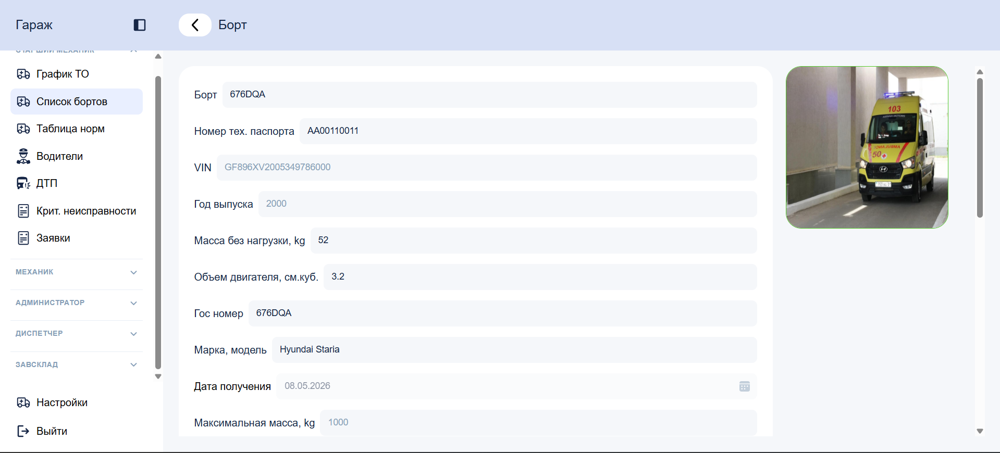 Гараж
Борт
СТАРШИЙ МЕХАНИК
График ТО
Список бортов
Таблица норм
Водители
ДТП
Крит. неисправности
Заявки
МЕХАНИК
АДМИНИСТРАТОР
ДИСПЕТЧЕР
ЗАВСКЛАД
Настройки
Выйти
Борт 676DQA
Номер тех. паспорта AA00110011
VIN GF896XV2005349786000
Год выпуска 2000
Масса без нагрузки, kg 52
Объем двигателя, см.куб. 3.2
Гос номер 676DQA
Марка, модель Hyundai Staria
Дата получения 08.05.2026
Максимальная масса, kg 1000
103
AMBULANCE
50